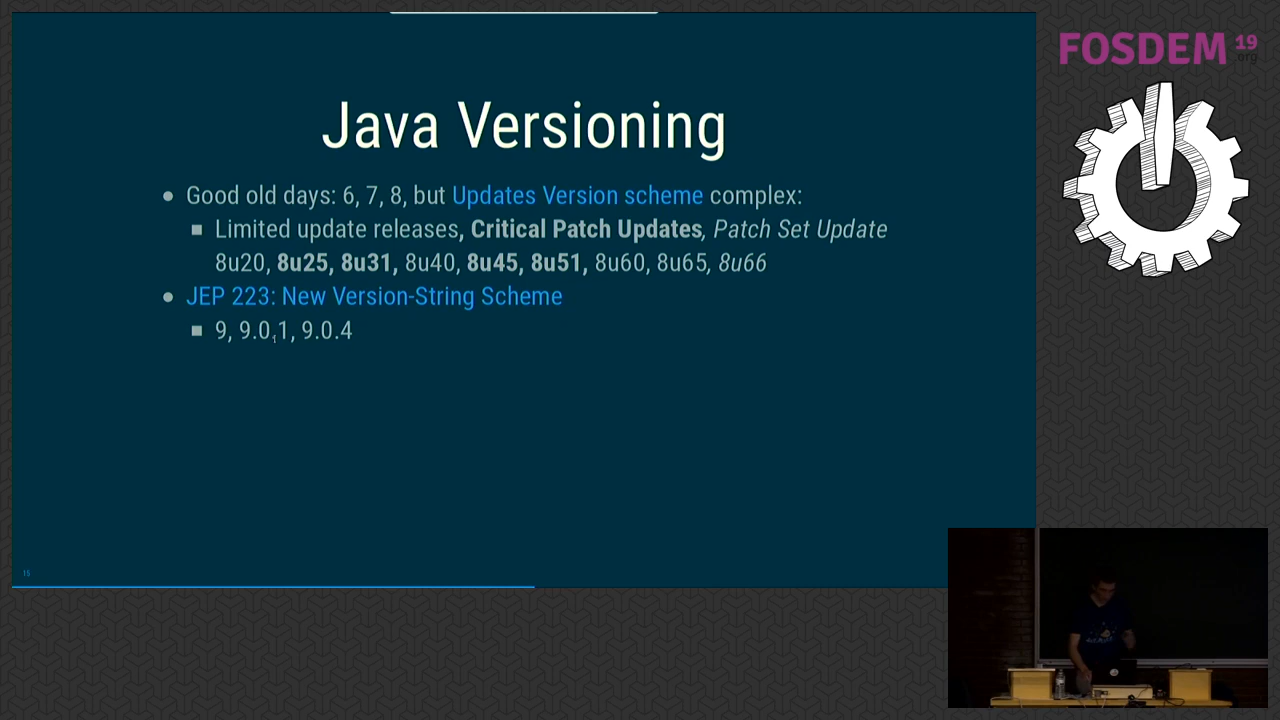 FOSDEM 19
.org
Java Versioning
Good old days: 6, 7, 8, but Updates Version scheme complex:
Limited update releases, Critical Patch Updates, Patch Set Update
8u20, 8u25, 8u31, 8u40, 8u45, 8u51, 8u60, 8u65, 8u66
JEP 223: New Version-String Scheme
9, 9.0.1, 9.0.4
15